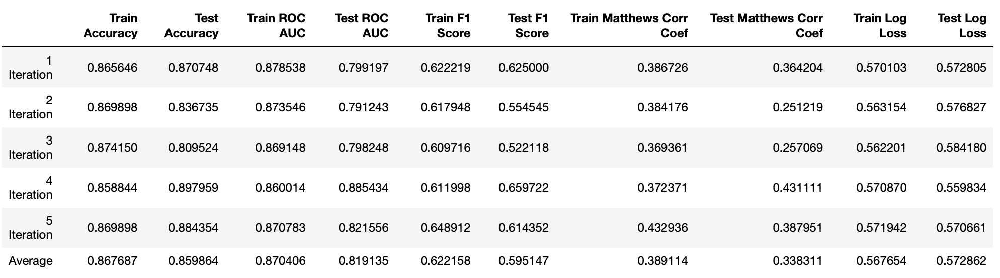 Train Test Train ROC Test ROC Train F1 Test F1 Train Matthews Corr Test Matthews Corr Train Log Test Log
Accuracy Accuracy AUC AUC Score Score Coef Coef Loss Loss
1
Iteration 0.865646 0.870748 0.878538 0.799197 0.622219 0.625000 0.386726 0.364204 0.570103 0.572805
2
Iteration 0.869898 0.836735 0.873546 0.791243 0.617948 0.554545 0.384176 0.251219 0.563154 0.576827
3
Iteration 0.874150 0.809524 0.869148 0.798248 0.609716 0.522118 0.369361 0.257069 0.562201 0.584180
4
Iteration 0.858844 0.897959 0.860014 0.885434 0.611998 0.659722 0.372371 0.431111 0.570870 0.559834
5
Iteration 0.869898 0.884354 0.870783 0.821556 0.648912 0.614352 0.432936 0.387951 0.571942 0.570661
Average 0.867687 0.859864 0.870406 0.819135 0.622158 0.595147 0.389114 0.338311 0.567654 0.572862